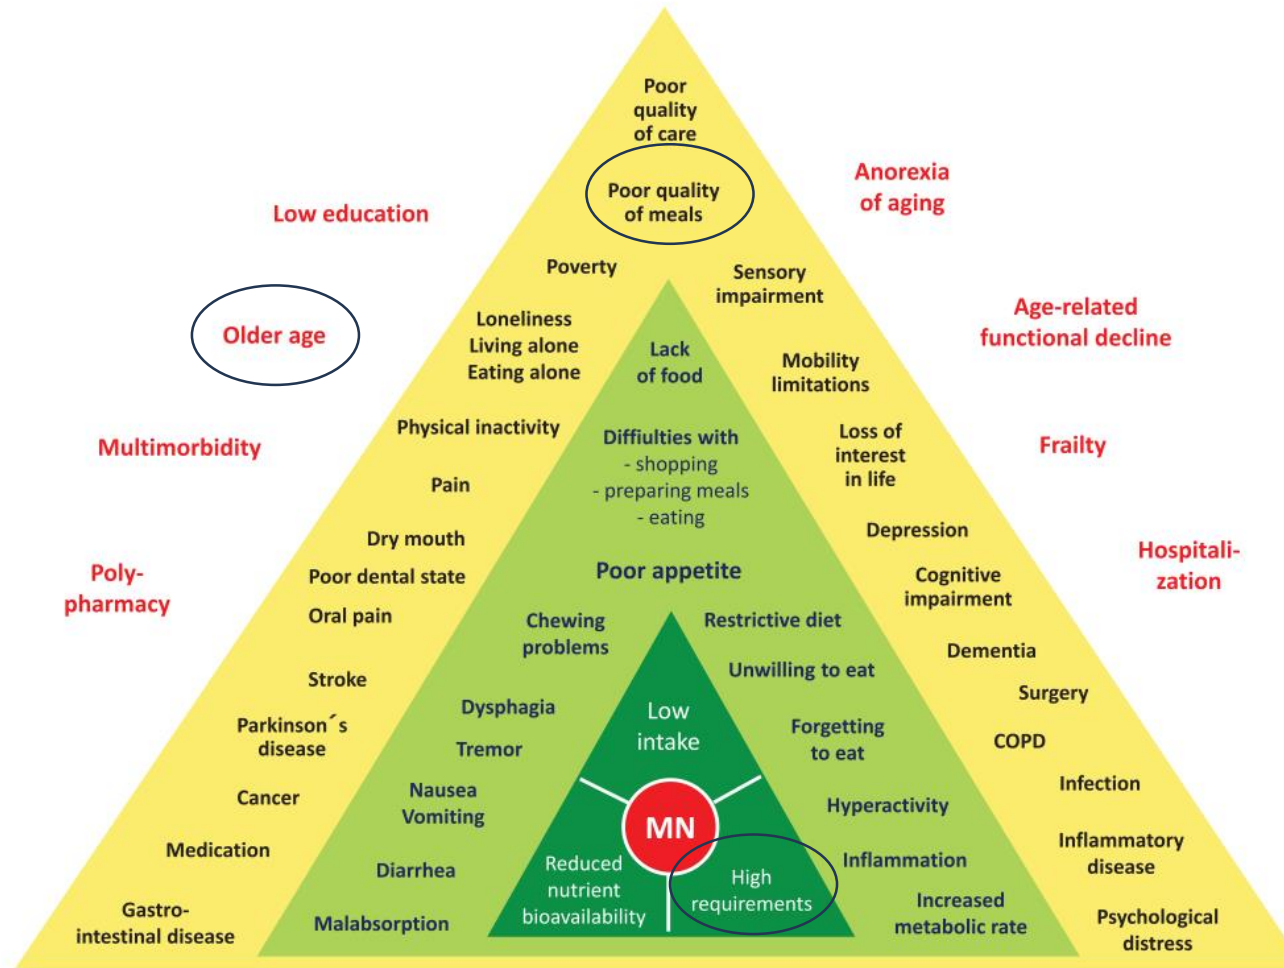 Poor
quality
of care
Poor quality
of meals
Anorexia
of aging
Low education
Poverty
Sensory
impairment
Older age
Loneliness
Living alone
Eating alone
Lack
of food
Mobility
limitations
Age-related
functional decline
Multimorbidity
Physical inactivity
Diffiulties with
- shopping
- preparing meals
- eating
Loss of
interest
in life
Frailty
Pain
Dry mouth
Depression
Poly-
pharmacy
Poor dental state
Poor appetite
Cognitive
impairment
Hospitali-
zation
Oral pain
Chewing
problems
Restrictive diet
Dementia
Unwilling to eat
Stroke
Surgery
Dysphagia
Low
intake
Parkinson´s
disease
Tremor
Forgetting
to eat
COPD
Cancer
Nausea
Vomiting
MN
Hyperactivity
Infection
Medication
Diarrhea
Reduced
nutrient
bioavailability
High
requirements
Inflammation
Inflammatory
disease
Gastro-
intestinal disease
Malabsorption
Increased
metabolic rate
Psychological
distress